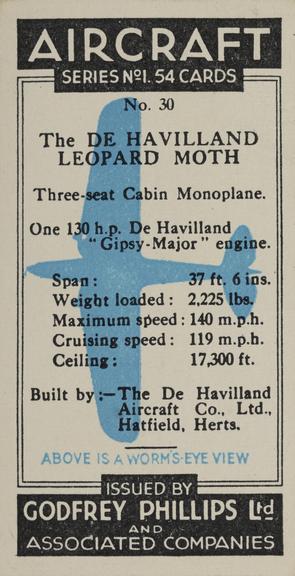 AIRCRAFT
SERIES No1. 54 CARDS
No. 30
The DE HAVILLAND
LEOPARD MOTH
Three-seat Cabin Monoplane.
One 130 h.p. De Havilland
"Gipsy-Major" engine.
Span: 37 ft. 6 ins.
Weight loaded: 2,225 lbs.
Maximum speed: 140 m.p.h.
Cruising speed: 119 m.p.h.
Ceiling: 17,300 ft.
Built by:—The De Havilland
Aircraft Co., Ltd.,
Hatfield, Herts.
ABOVE IS A WORM'S-EYE VIEW
ISSUED BY
GODFREY PHILLIPS Ltd
AND
ASSOCIATED COMPANIES